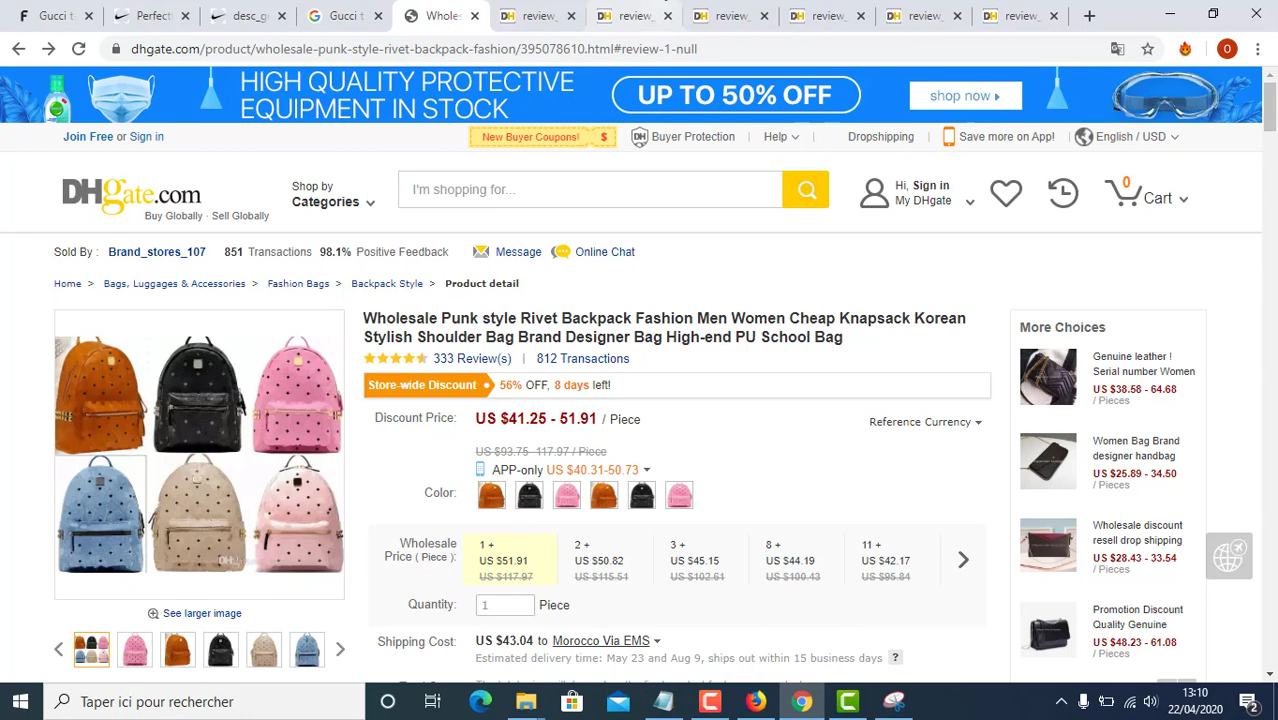 Gucci t
Perfectl
desc_gr
Gucci t
Wholes
review_
review_
review_
review_
review_
review_
dhgate.com/product/wholesale-punk-style-rivet-backpack-fashion/395078610.html#review-1-null
O
HIGH QUALITY PROTECTIVE
EQUIPMENT IN STOCK
UP TO 50% OFF
shop now
Join Free or Sign in
New Buyer Coupons! $
Buyer Protection
Help
Dropshipping
Save more on App!
English / USD
DHgate.com
Buy Globally · Sell Globally
Shop by
Categories
I'm shopping for...
Hi, Sign in
My DHgate
0
Cart
Sold By : Brand_stores_107 851 Transactions 98.1% Positive Feedback Message Online Chat
Home > Bags, Luggages & Accessories > Fashion Bags > Backpack Style > Product detail
Wholesale Punk style Rivet Backpack Fashion Men Women Cheap Knapsack Korean
Stylish Shoulder Bag Brand Designer Bag High-end PU School Bag
333 Review(s) | 812 Transactions
Store-wide Discount 56% OFF, 8 days left!
Discount Price: US $41.25 - 51.91 / Piece
Reference Currency
US $93.75 -117.97 / Piece
APP-only US $40.31-50.73
Color:
Wholesale
Price ( Piece ):
1 +
US $51.91
US $117.97
2 +
US $50.82
US $115.51
3 +
US $45.15
US $102.61
8 +
US $44.19
US $100.43
11 +
US $42.17
US $95.84
Quantity: 1 Piece
Shipping Cost: US $43.04 to Morocco Via EMS
Estimated delivery time: May 23 and Aug 9, ships out within 15 business days ?
See larger image
More Choices
Genuine leather !
Serial number Women
US $38.58 - 64.68
/ Pieces
Women Bag Brand
designer handbag
US $25.89 - 34.50
/ Pieces
Wholesale discount
resell drop shipping
US $28.43 - 33.54
/ Pieces
Promotion Discount
Quality Genuine
US $48.23 - 61.08
/ Pieces
Taper ici pour rechercher
13:10
22/04/2020
2